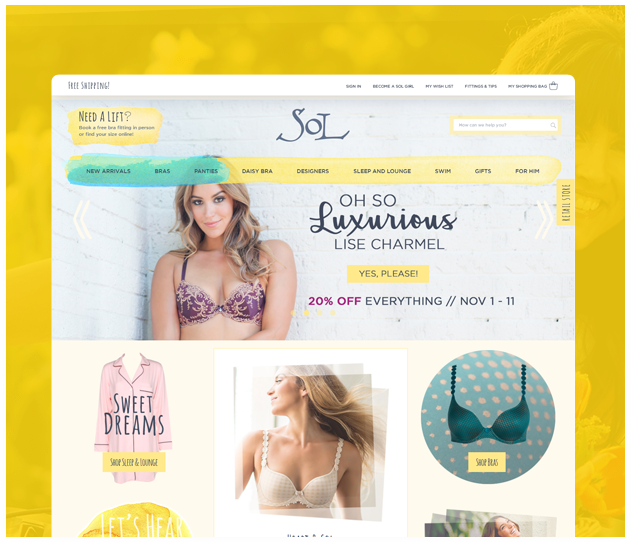 Free Shipping!
SIGN IN
BECOME A SOL GIRL
MY WISH LIST
FITTINGS & TIPS
MY SHOPPING BAG
Need A Lift?
Book a free bra fitting in person
or find your size online!
SOL
How can we help you?
NEW ARRIVALS
BRAS
PANTIES
DAISY BRA
DESIGNERS
SLEEP AND LOUNGE
SWIM
GIFTS
FOR HIM
RETAIL STORE
OH SO
Luxurious
LISE CHARMEL
YES, PLEASE!
20% OFF EVERYTHING // NOV 1 - 11
Sweet
Dreams
Shop Sleep & Lounge
Shop Bras
Let's Hear